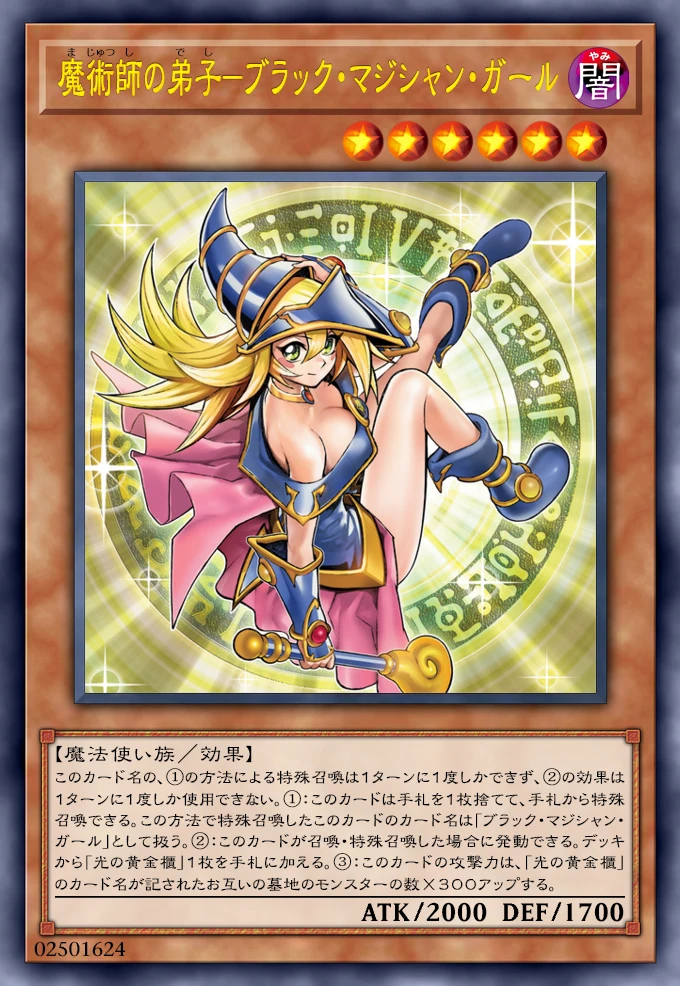 まじゅつし でし
魔術師の弟子－ブラック・マジシャン・ガール
やみ
闇
【魔法使い族／効果】
このカード名の、①の方法による特殊召喚は1ターンに1度しかできず、②の効果は
1ターンに1度しか使用できない。①：このカードは手札を1枚捨てて、手札から特殊
召喚できる。この方法で特殊召喚したこのカードのカード名は「ブラック・マジシャン・
ガール」として扱う。②：このカードが召喚・特殊召喚した場合に発動できる。デッキ
から「光の黄金櫃」1枚を手札に加える。③：このカードの攻撃力は、「光の黄金櫃」
のカード名が記されたお互いの墓地のモンスターの数×300アップする。
ATK/2000 DEF/1700
02501624